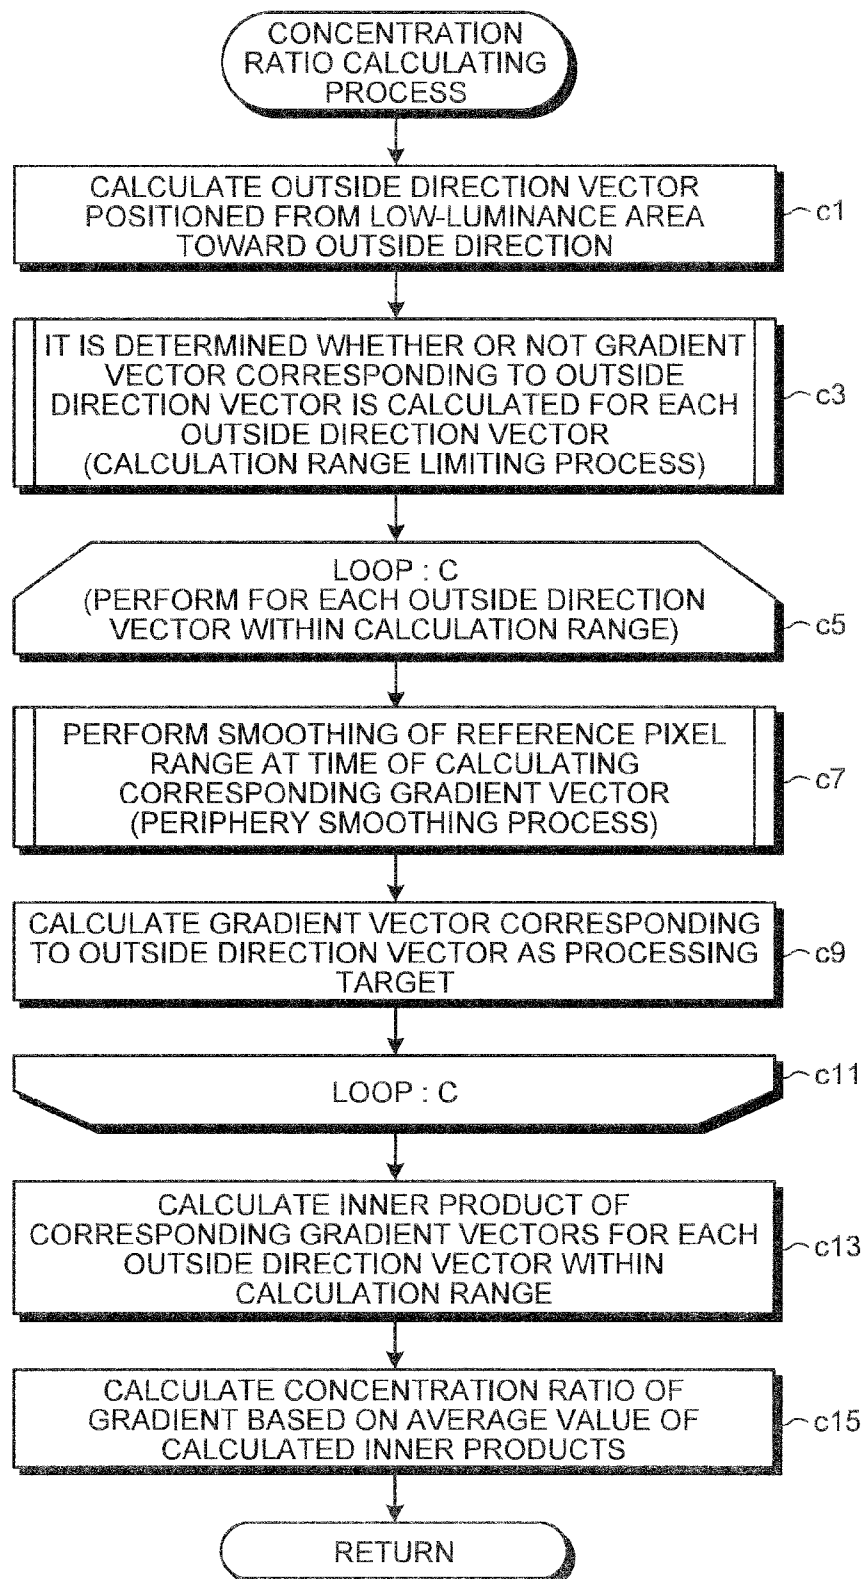 CONCENTRATION
RATIO CALCULATING
PROCESS
CALCULATE OUTSIDE DIRECTION VECTOR
POSITIONED FROM LOW-LUMINANCE AREA
TOWARD OUTSIDE DIRECTION
c1
IT IS DETERMINED WHETHER OR NOT GRADIENT
VECTOR CORRESPONDING TO OUTSIDE
DIRECTION VECTOR IS CALCULATED FOR EACH
OUTSIDE DIRECTION VECTOR
(CALCULATION RANGE LIMITING PROCESS)
c3
LOOP : C
(PERFORM FOR EACH OUTSIDE DIRECTION
VECTOR WITHIN CALCULATION RANGE)
c5
PERFORM SMOOTHING OF REFERENCE PIXEL
RANGE AT TIME OF CALCULATING
CORRESPONDING GRADIENT VECTOR
(PERIPHERY SMOOTHING PROCESS)
c7
CALCULATE GRADIENT VECTOR CORRESPONDING
TO OUTSIDE DIRECTION VECTOR AS PROCESSING
TARGET
c9
LOOP : C
c11
CALCULATE INNER PRODUCT OF
CORRESPONDING GRADIENT VECTORS FOR EACH
OUTSIDE DIRECTION VECTOR WITHIN
CALCULATION RANGE
c13
CALCULATE CONCENTRATION RATIO OF
GRADIENT BASED ON AVERAGE VALUE OF
CALCULATED INNER PRODUCTS
c15
RETURN